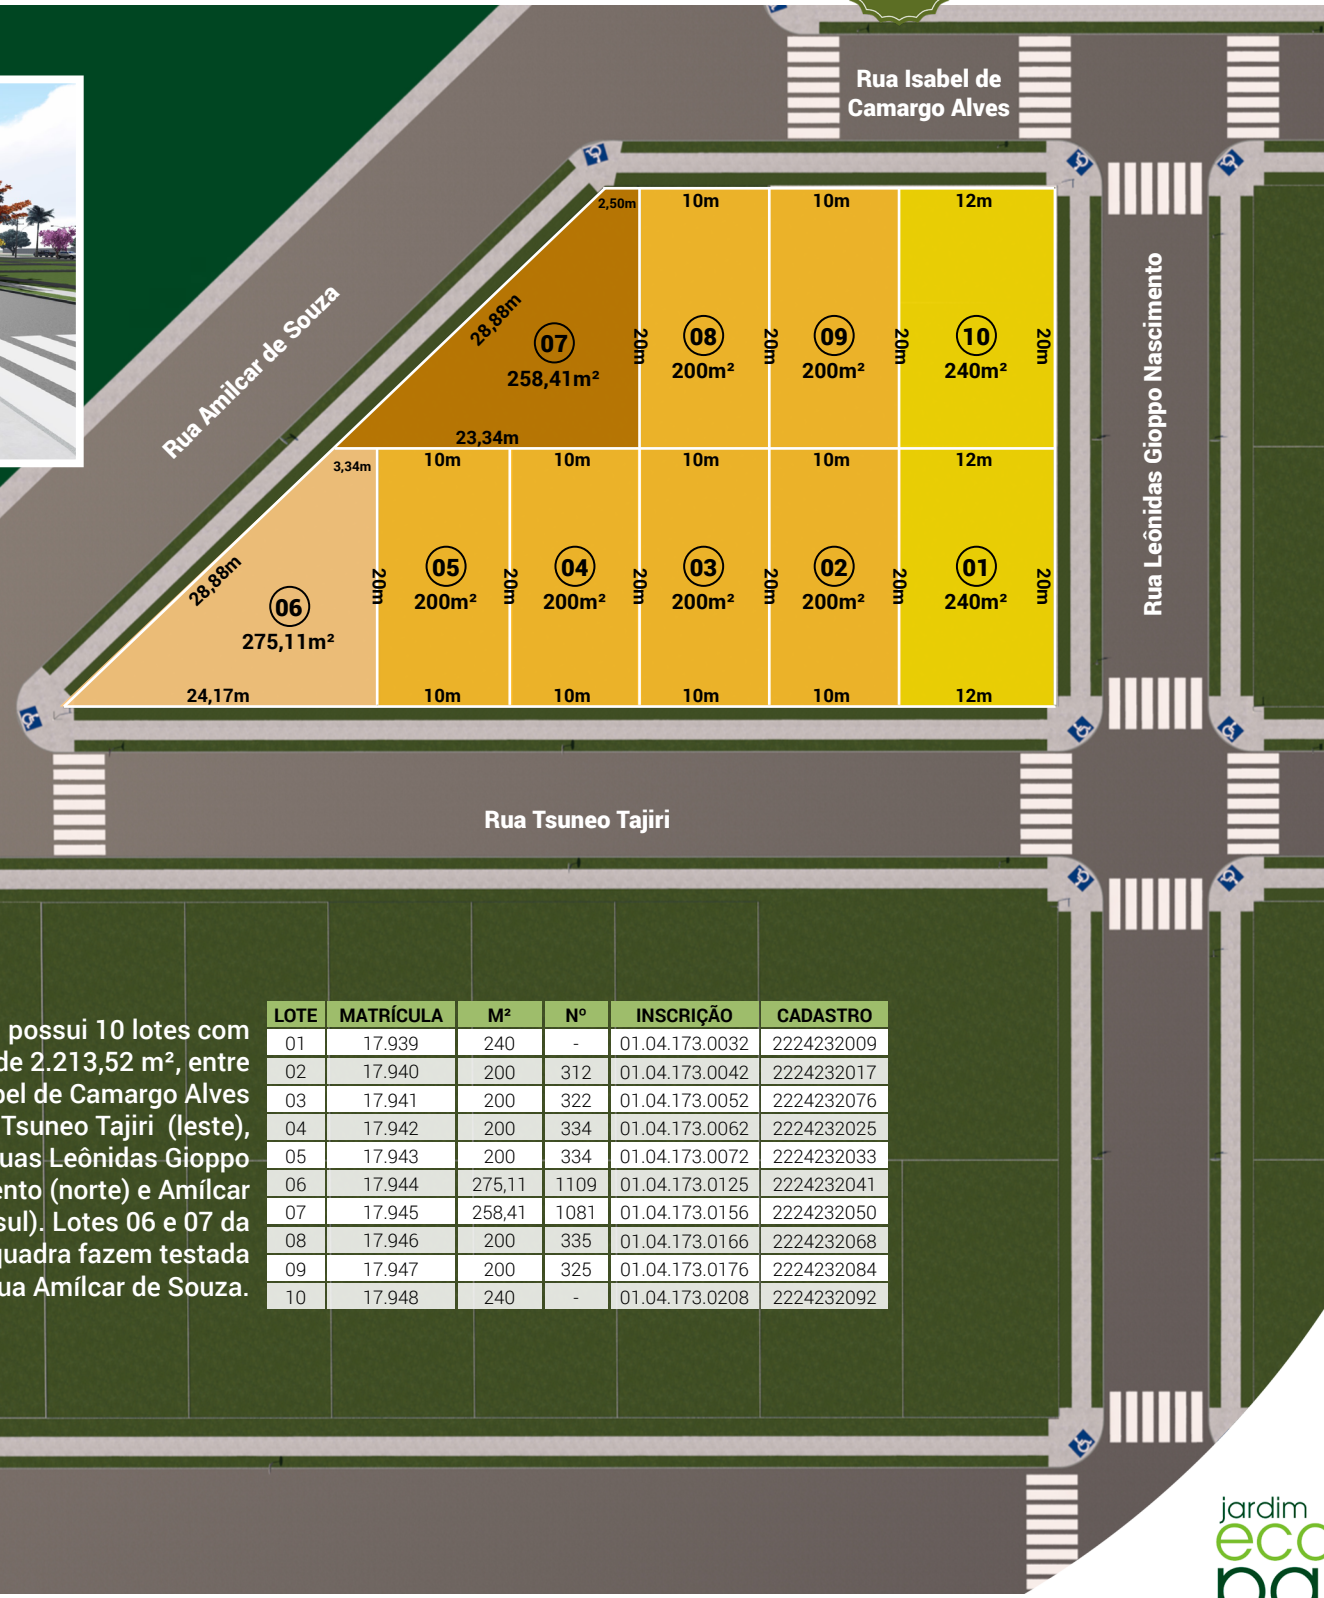 Rua Isabel de
Camargo Alves
Rua Amilcar de Souza
Rua Leônidas Gioppo Nascimento
2,50m
10m
10m
12m
28,88m
07
258,41m²
23,34m
20m
08
200m²
20m
09
200m²
20m
10
240m²
20m
3,34m
10m
10m
10m
10m
12m
28,88m
06
275,11m²
24,17m
20m
05
200m²
10m
20m
04
200m²
10m
20m
03
200m²
10m
20m
02
200m²
10m
20m
01
240m²
12m
20m
Rua Tsuneo Tajiri
possui 10 lotes com
de 2.213,52 m², entre
de Camargo Alves
Tsuneo Tajiri (leste),
Leônidas Gioppo
(norte) e Amílcar
Lotes 06 e 07 da
fazem testada
Amílcar de Souza.
LOTE MATRÍCULA M² Nº INSCRIÇÃO CADASTRO
01 17.939 240 - 01.04.173.0032 2224232009
02 17.940 200 312 01.04.173.0042 2224232017
03 17.941 200 322 01.04.173.0052 2224232076
04 17.942 200 334 01.04.173.0062 2224232025
05 17.943 200 334 01.04.173.0072 2224232033
06 17.944 275,11 1109 01.04.173.0125 2224232041
07 17.945 258,41 1081 01.04.173.0156 2224232050
08 17.946 200 335 01.04.173.0166 2224232068
09 17.947 200 325 01.04.173.0176 2224232084
10 17.948 240 - 01.04.173.0208 2224232092
jardim